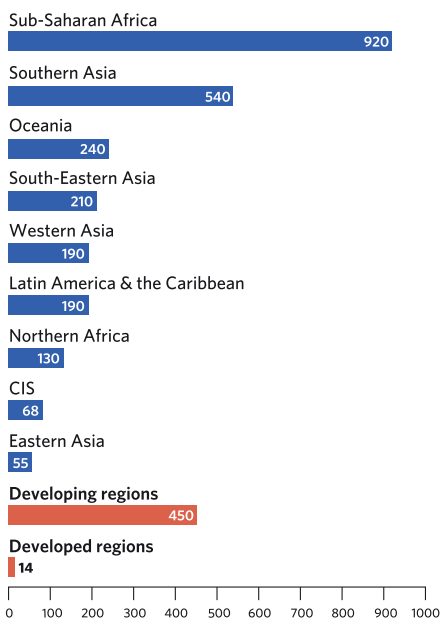 Sub-Saharan Africa
920
Southern Asia
540
Oceania
240
South-Eastern Asia
210
Western Asia
190
Latin America & the Caribbean
190
Northern Africa
130
CIS
68
Eastern Asia
55
Developing regions
450
Developed regions
14
0 100 200 300 400 500 600 700 800 900 1000